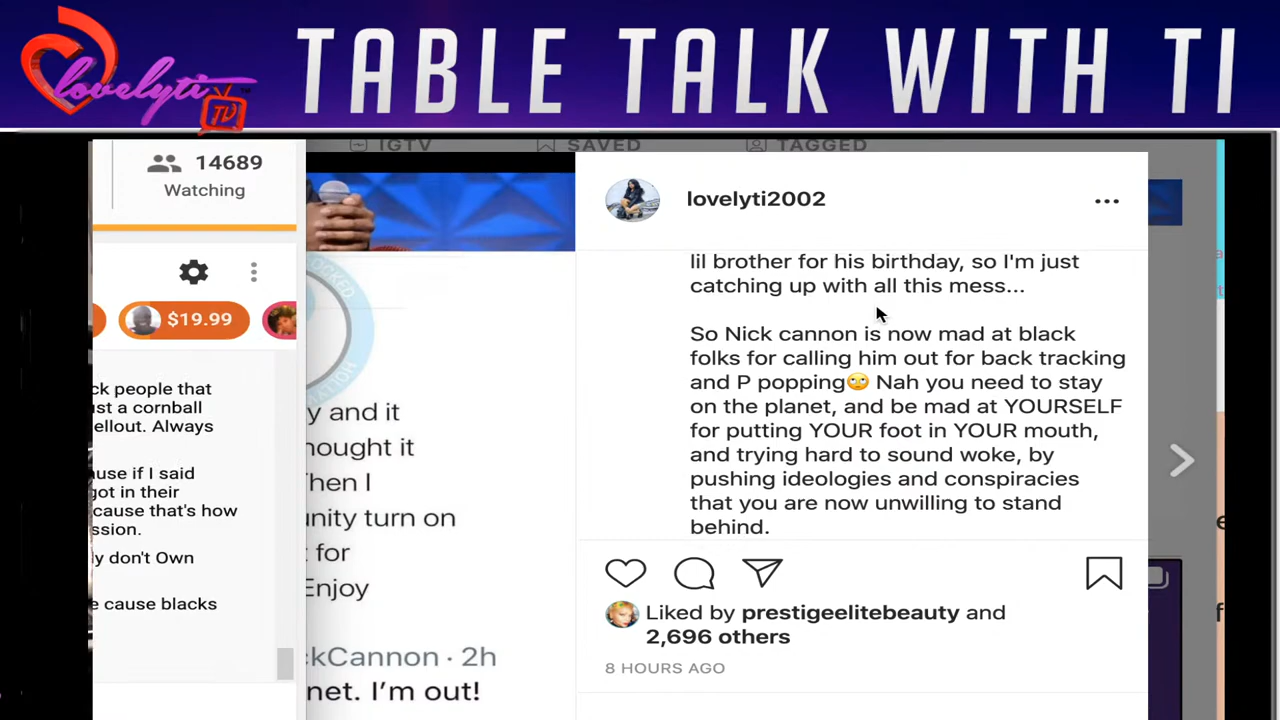 lovelyti
TV
TABLE TALK WITH TI
IGTV
SAVED
TAGGED
14689
Watching
$19.99
ck people that
ust a cornball
ellout. Always
ause if I said
got in their
cause that's how
ssion.
ly don't Own
e cause blacks
y and it
hought it
Then I
unity turn on
t for
Enjoy
ckCannon · 2h
net. I'm out!
lovelyti2002
lil brother for his birthday, so I'm just
catching up with all this mess...
So Nick cannon is now mad at black
folks for calling him out for back tracking
and P popping🙄 Nah you need to stay
on the planet, and be mad at YOURSELF
for putting YOUR foot in YOUR mouth,
and trying hard to sound woke, by
pushing ideologies and conspiracies
that you are now unwilling to stand
behind.
Liked by prestigeelitebeauty and
2,696 others
8 HOURS AGO